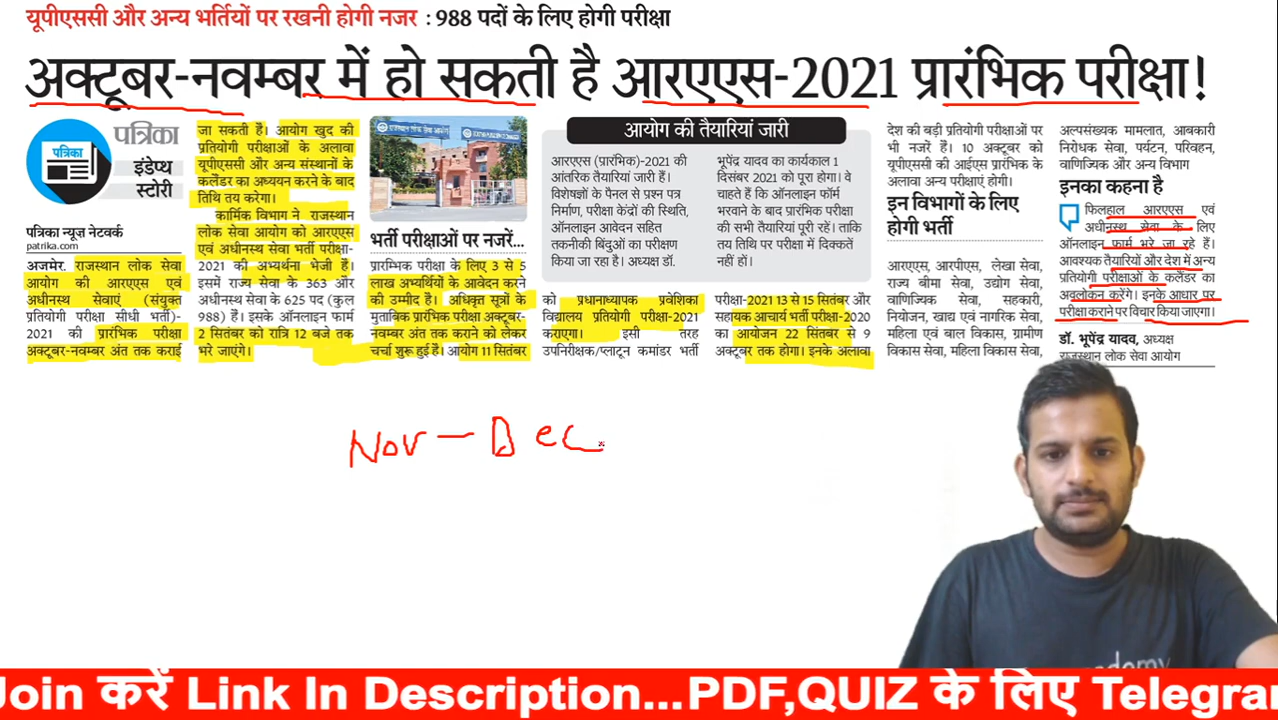 यूपीएससी और अन्य भर्तियों पर रखनी होगी नजर : 988 पदों के लिए होगी परीक्षा
अक्टूबर-नवम्बर में हो सकती है आरएएस-2021 प्रारंभिक परीक्षा!
पत्रिका
पत्रिका
इंडेप्थ
स्टोरी
पत्रिका न्यूज नेटवर्क
patrika.com
अजमेर. राजस्थान लोक सेवा
आयोग की आरएएस एवं
अधीनस्थ सेवाएं (संयुक्त
प्रतियोगी परीक्षा सीधी भर्ती)-
2021 की प्रारंभिक परीक्षा
अक्टूबर-नवम्बर अंत तक कराई
जा सकती है। आयोग खुद की
प्रतियोगी परीक्षाओं के अलावा
यूपीएससी और अन्य संस्थानों के
कलैंडर का अध्ययन करने के बाद
तिथि तय करेगा।
कार्मिक विभाग ने राजस्थान
लोक सेवा आयोग को आरएएस
एवं अधीनस्थ सेवा भर्ती परीक्षा-
2021 की अभ्यर्थना भेजी है।
इसमें राज्य सेवा के 363 और
अधीनस्थ सेवा के 625 पद (कुल
988) हैं। इसके ऑनलाइन फार्म
2 सितंबर को रात्रि 12 बजे तक
भरे जाएंगे।
राजस्थान लोक सेवा आयोग
भर्ती परीक्षाओं पर नजरें...
प्रारम्भिक परीक्षा के लिए 3 से 5
लाख अभ्यर्थियों के आवेदन करने
की उम्मीद है। अधिकृत सूत्रों के
मुताबिक प्रारंभिक परीक्षा अक्टूबर-
नवम्बर अंत तक कराने को लेकर
चर्चा शुरू हुई है। आयोग 11 सितंबर
आयोग की तैयारियां जारी
आरएएस (प्रारंभिक)-2021 की
आंतरिक तैयारियां जारी हैं।
विशेषज्ञों के पैनल से प्रश्न पत्र
निर्माण, परीक्षा केंद्रों की स्थिति,
ऑनलाइन आवेदन सहित
तकनीकी बिंदुओं का परीक्षण
किया जा रहा है। अध्यक्ष डॉ.
भूपेंद्र यादव का कार्यकाल 1
दिसंबर 2021 को पूरा होगा। वे
चाहते हैं कि ऑनलाइन फॉर्म
भरवाने के बाद प्रारंभिक परीक्षा
की सभी तैयारियां पूरी रहें। ताकि
तय तिथि पर परीक्षा में दिक्कतें
नहीं हों।
को प्रधानाध्यापक प्रवेशिका
विद्यालय प्रतियोगी परीक्षा-2021
कराएगा। इसी तरह
उपनिरीक्षक/प्लाटून कमांडर भर्ती
परीक्षा-2021 13 से 15 सितंबर और
सहायक आचार्य भर्ती परीक्षा-2020
का आयोजन 22 सितंबर से 9
अक्टूबर तक होगा। इनके अलावा
देश की बड़ी प्रतियोगी परीक्षाओं पर
भी नजरें हैं। 10 अक्टूबर को
यूपीएससी की आईएस प्रारंभिक के
अलावा अन्य परीक्षाएं होगी।
इन विभागों के लिए
होगी भर्ती
आरएएस, आरपीएस, लेखा सेवा,
राज्य बीमा सेवा, उद्योग सेवा,
वाणिज्यिक सेवा, सहकारी,
नियोजन, खाद्य एवं नागरिक सेवा,
महिला एवं बाल विकास, ग्रामीण
विकास सेवा, महिला विकास सेवा,
अल्पसंख्यक मामलात, आबकारी
निरोधक सेवा, पर्यटन, परिवहन,
वाणिज्यिक और अन्य विभाग
इनका कहना है
फिलहाल आरएएस एवं
अधीनस्थ सेवा के लिए
ऑनलाइन फार्म भरे जा रहे हैं।
आवश्यक तैयारियों और देश में अन्य
प्रतियोगी परीक्षाओं के कलैंडर का
अवलोकन करेंगे। इनके आधार पर
परीक्षा कराने पर विचार किया जाएगा।
डॉ. भूपेंद्र यादव, अध्यक्ष
राजस्थान लोक सेवा आयोग
Nov - Dec
Join करें Link In Description...PDF,QUIZ के लिए Telegram